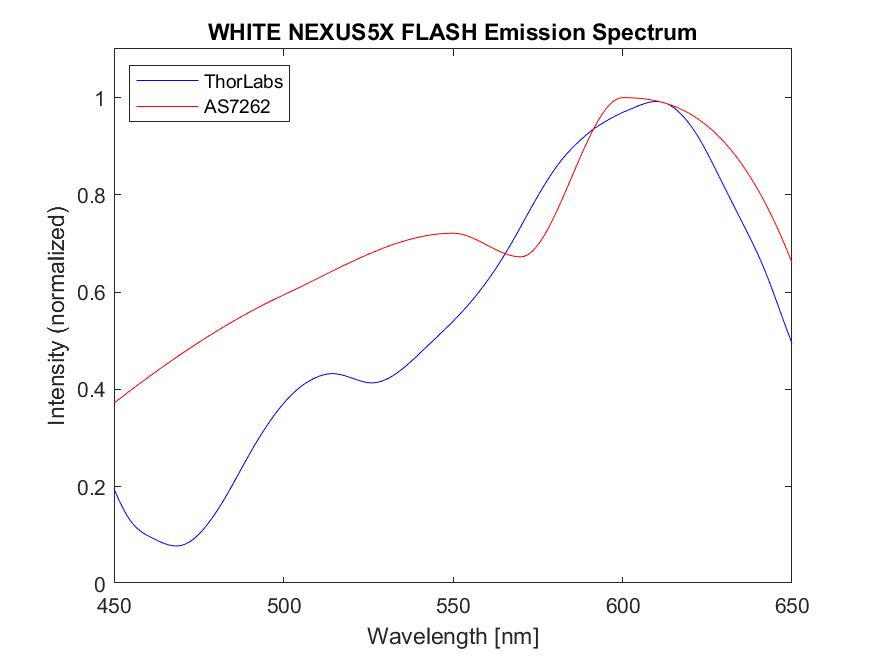 WHITE NEXUS5X FLASH Emission Spectrum
ThorLabs
AS7262
1
0.8
0.6
0.4
0.2
0
Intensity (normalized)
450 500 550 600 650
Wavelength [nm]